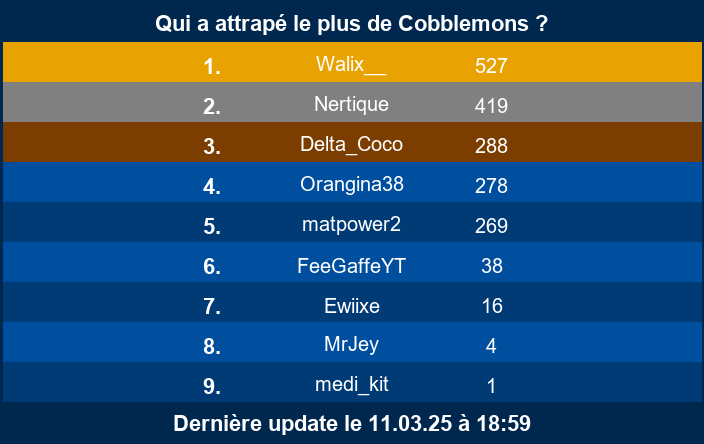 Qui a attrapé le plus de Cobblemons ?
1. Walix__ 527
2. Nertique 419
3. Delta_Coco 288
4. Orangina38 278
5. matpower2 269
6. FeeGaffeYT 38
7. Ewiixe 16
8. MrJey 4
9. medi_kit 1
Dernière update le 11.03.25 à 18:59